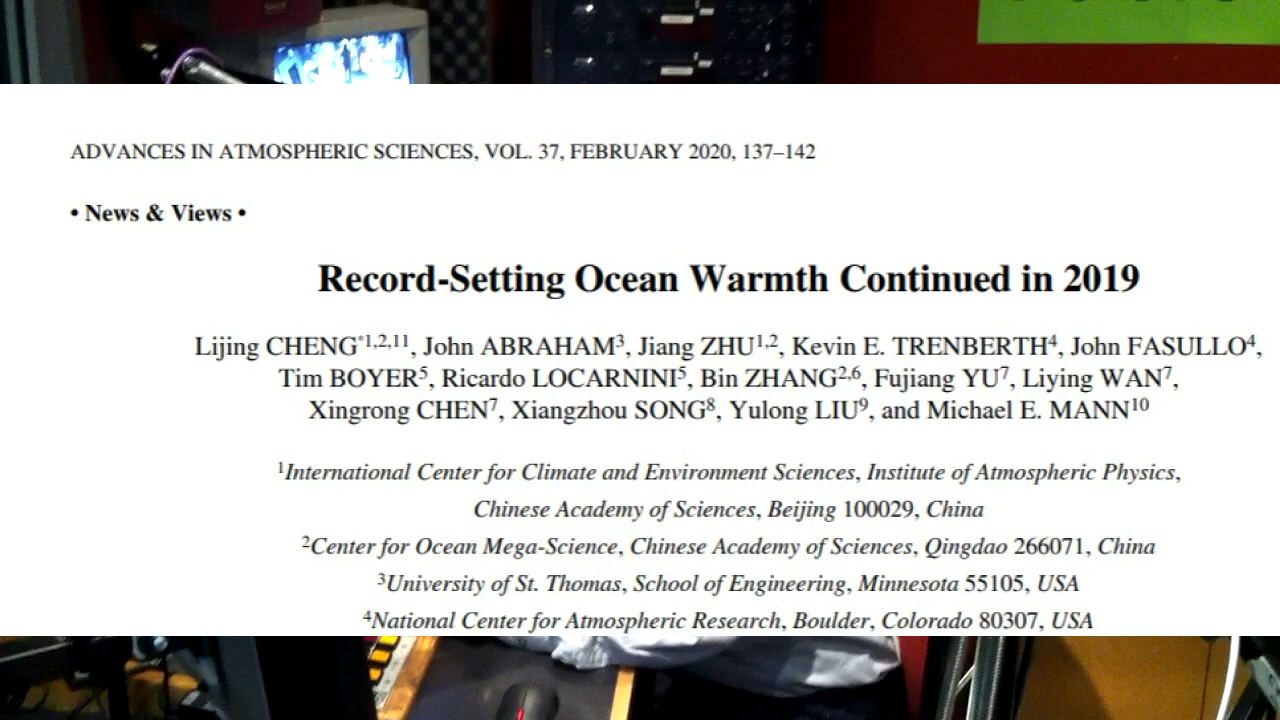 ADVANCES IN ATMOSPHERIC SCIENCES, VOL. 37, FEBRUARY 2020, 137–142
• News & Views •
Record-Setting Ocean Warmth Continued in 2019
Lijing CHENG*1,2,11, John ABRAHAM3, Jiang ZHU1,2, Kevin E. TRENBERTH4, John FASULLO4,
Tim BOYER5, Ricardo LOCARNINI5, Bin ZHANG2,6, Fujiang YU7, Liying WAN7,
Xingrong CHEN7, Xiangzhou SONG8, Yulong LIU9, and Michael E. MANN10
1International Center for Climate and Environment Sciences, Institute of Atmospheric Physics,
Chinese Academy of Sciences, Beijing 100029, China
2Center for Ocean Mega-Science, Chinese Academy of Sciences, Qingdao 266071, China
3University of St. Thomas, School of Engineering, Minnesota 55105, USA
4National Center for Atmospheric Research, Boulder, Colorado 80307, USA